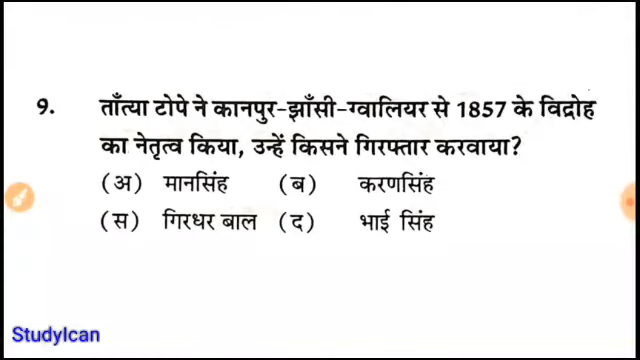 9. ताँत्या टोपे ने कानपुर-झाँसी-ग्वालियर से 1857 के विद्रोह
का नेतृत्व किया, उन्हें किसने गिरफ्तार करवाया?
(अ) मानसिंह (ब) करणसिंह
(स) गिरधर बाल (द) भाई सिंह
StudyIcan